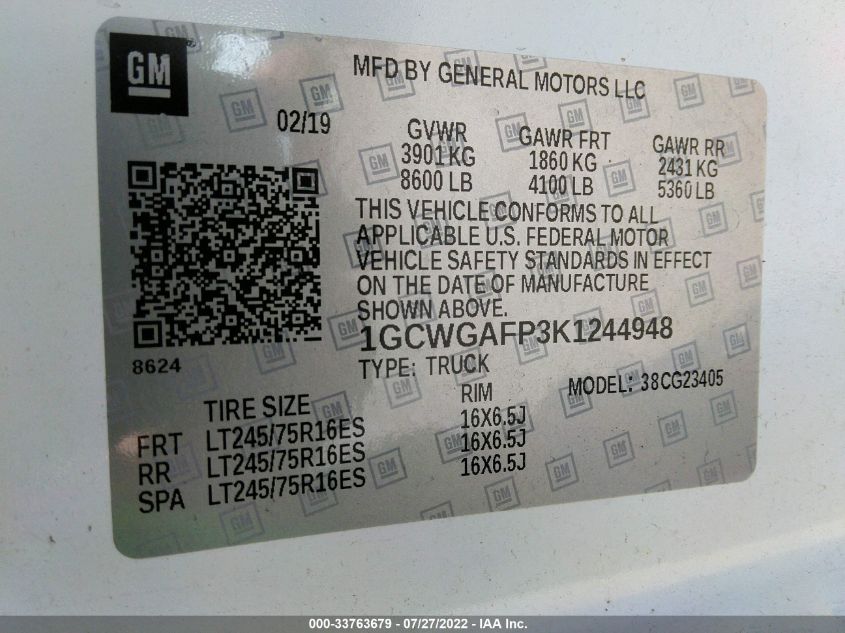 GM
MFD BY GENERAL MOTORS LLC
02/19
GVWR GAWR FRT GAWR RR
3901 KG 1860 KG 2431 KG
8600 LB 4100 LB 5360 LB
THIS VEHICLE CONFORMS TO ALL
APPLICABLE U.S. FEDERAL MOTOR
VEHICLE SAFETY STANDARDS IN EFFECT
ON THE DATE OF MANUFACTURE
SHOWN ABOVE.
1GCWGAFP3K1244948
8624
TYPE: TRUCK
MODEL: 38CG23405
TIRE SIZE RIM
FRT LT245/75R16ES 16X6.5J
RR LT245/75R16ES 16X6.5J
SPA LT245/75R16ES 16X6.5J
000-33763679 - 07/27/2022 - IAA Inc.